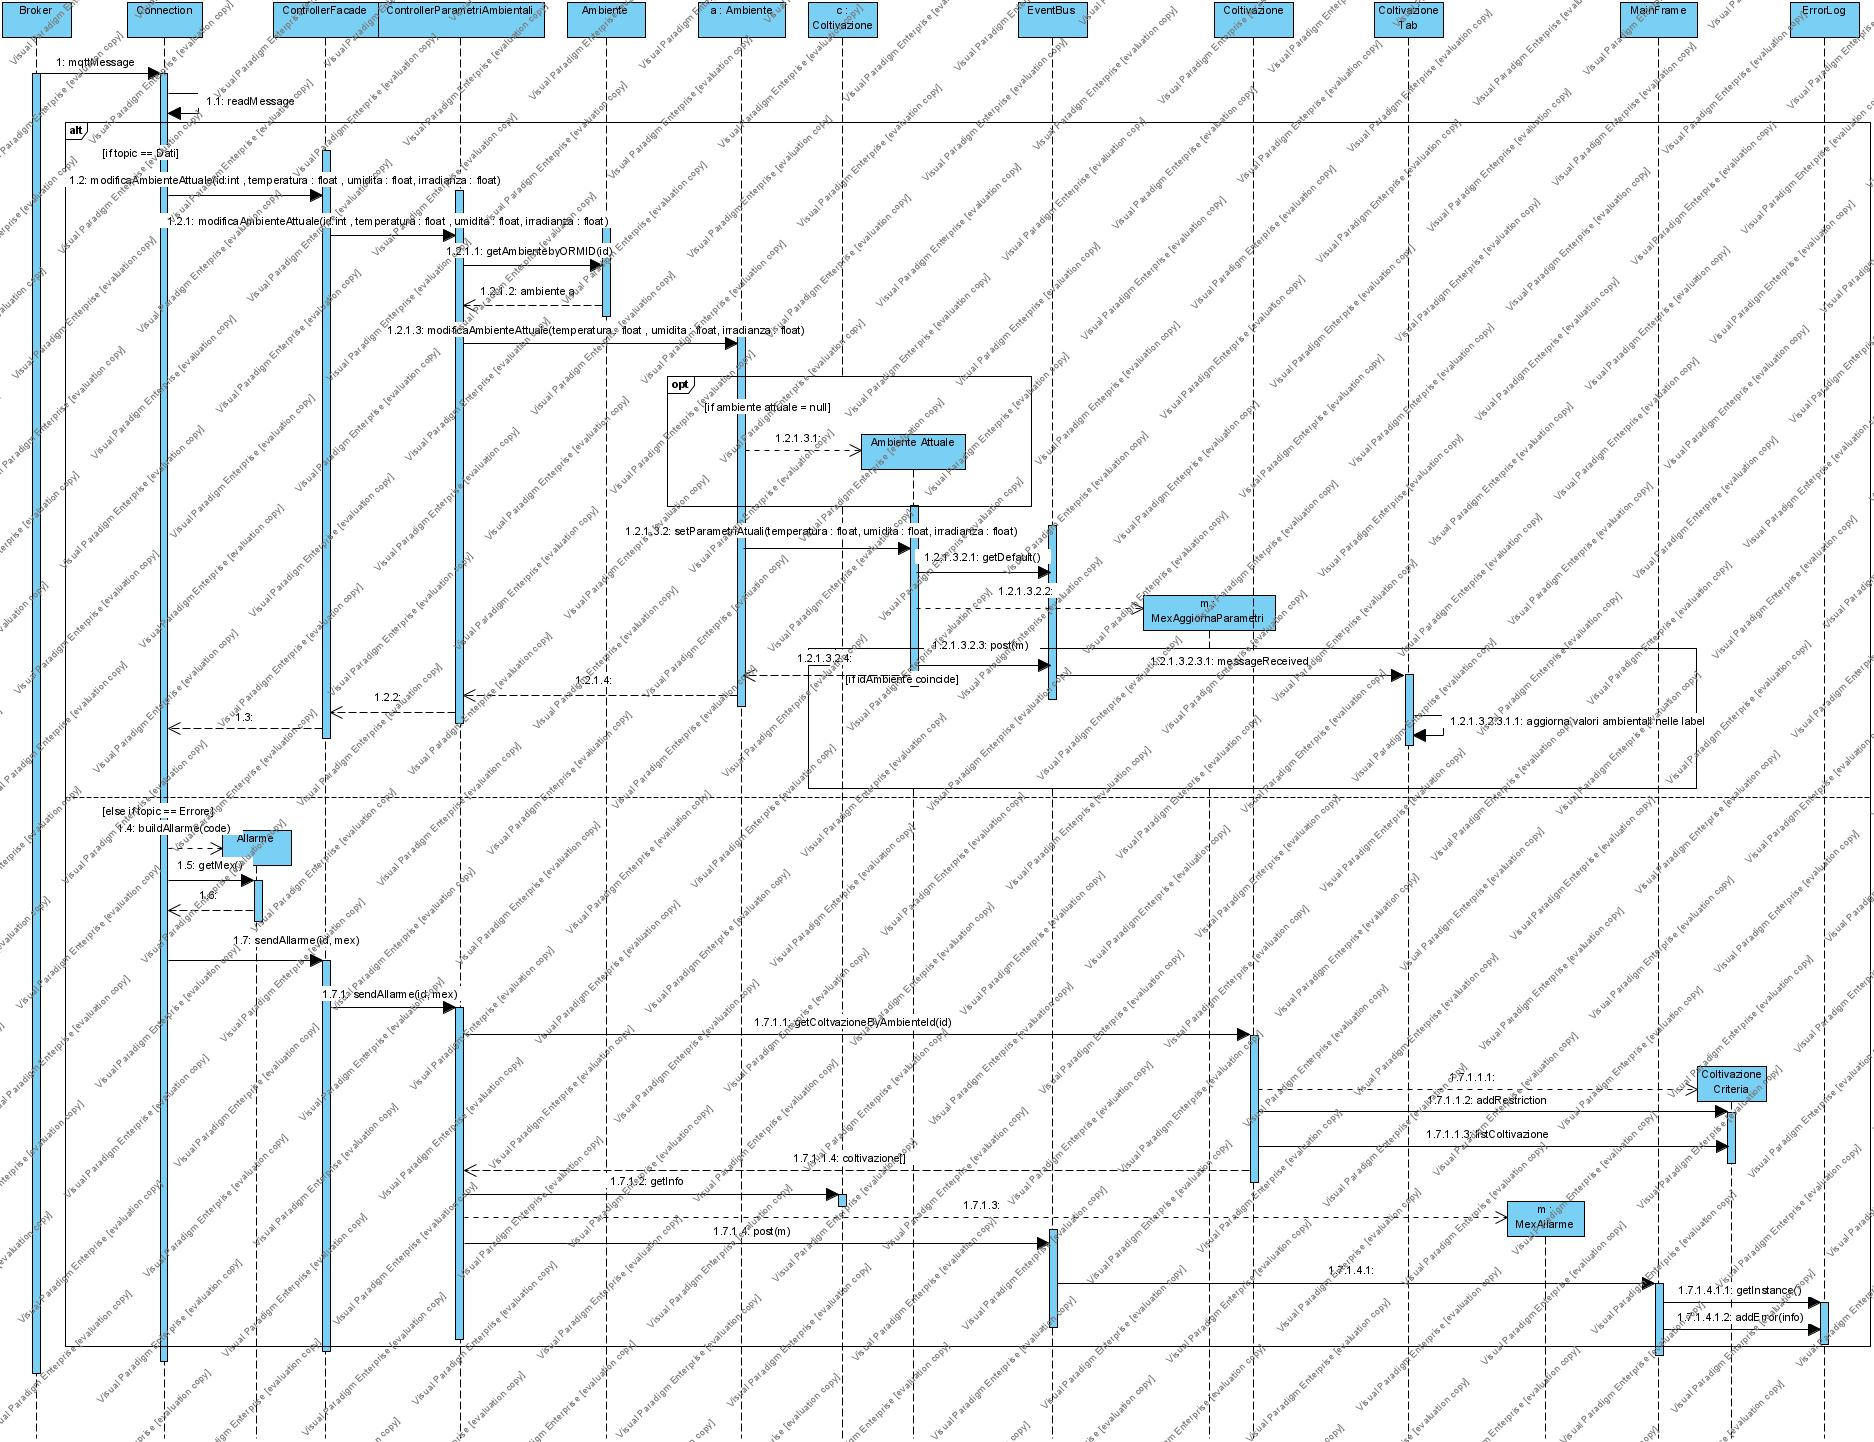 Broker
Connection
ControllerFacade
ControllerParametriAmbientali
Ambiente
a : Ambiente
c :
Coltivazione
EventBus
Coltivazione
Coltivazione
Tab
MainFrame
ErrorLog
1: mqttMessage
1.1: readMessage
alt
[if topic == Dati]
1.2: modificaAmbienteAttuale(id:int , temperatura : float , umidita : float, irradianza : float)
1.2.1: modificaAmbienteAttuale(id:int , temperatura : float , umidita : float, irradianza : float)
1.2.1.1: getAmbientebyORMID(id)
1.2.1.2: ambiente a
1.2.1.3: modificaAmbienteAttuale(temperatura : float , umidita : float, irradianza : float)
opt
[if ambiente attuale = null]
1.2.1.3.1:
Ambiente Attuale
1.2.1.3.2: setParametriAttuali(temperatura : float, umidita : float, irradianza : float)
1.2.1.3.2.1: getDefault()
1.2.1.3.2.2:
m :
MexAggiornaParametri
1.2.1.3.2.3: post(m)
1.2.1.3.2.4:
1.2.1.3.2.3.1: messageReceived
[if idAmbiente coincide]
1.2.1.4:
1.2.2:
1.3:
1.2.1.3.2.3.1.1: aggiorna valori ambientali nelle label
[else if topic == Errore]
1.4: buildAllarme(code)
Allarme
1.5: getMex()
1.6:
1.7: sendAllarme(id, mex)
1.7.1: sendAllarme(id, mex)
1.7.1.1: getColtvazioneByAmbienteId(id)
1.7.1.1.1:
Coltivazione
Criteria
1.7.1.1.2: addRestriction
1.7.1.1.3: listColtivazione
1.7.1.1.4: coltivazione[]
1.7.1.2: getInfo
1.7.1.3:
m :
MexAllarme
1.7.1.4: post(m)
1.7.1.4.1:
1.7.1.4.1.1: getInstance()
1.7.1.4.1.2: addError(info)
Visual Paradigm Enterprise [evaluation copy]